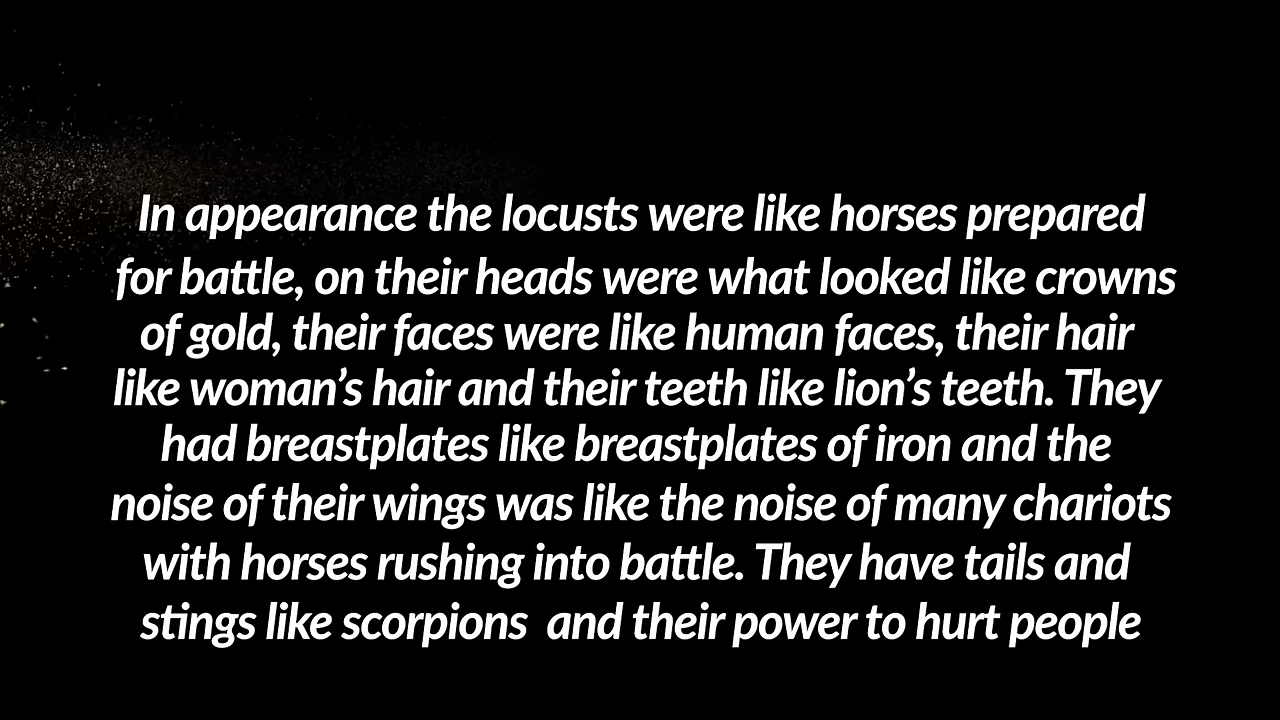 In appearance the locusts were like horses prepared
for battle, on their heads were what looked like crowns
of gold, their faces were like human faces, their hair
like woman’s hair and their teeth like lion’s teeth. They
had breastplates like breastplates of iron and the
noise of their wings was like the noise of many chariots
with horses rushing into battle. They have tails and
stings like scorpions  and their power to hurt people